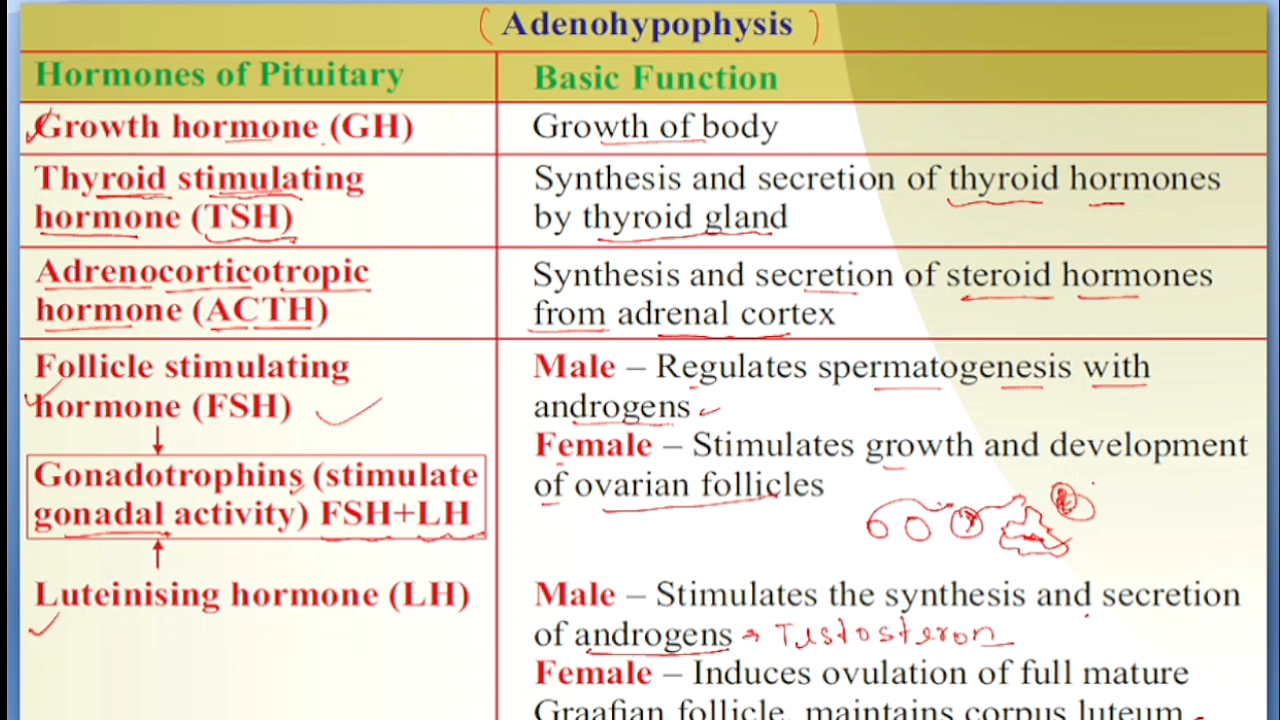 ( Adenohypophysis )
Hormones of Pituitary
Basic Function
Growth hormone (GH)
Growth of body
Thyroid stimulating
hormone (TSH)
Synthesis and secretion of thyroid hormones
by thyroid gland
Adrenocorticotropic
hormone (ACTH)
Synthesis and secretion of steroid hormones
from adrenal cortex
Follicle stimulating
hormone (FSH)
Male – Regulates spermatogenesis with
androgens
Female – Stimulates growth and development
of ovarian follicles
Gonadotrophins (stimulate
gonadal activity) FSH+LH
Luteinising hormone (LH)
Male – Stimulates the synthesis and secretion
of androgens → Testosteron
Female – Induces ovulation of full mature
Graafian follicle, maintains corpus luteum